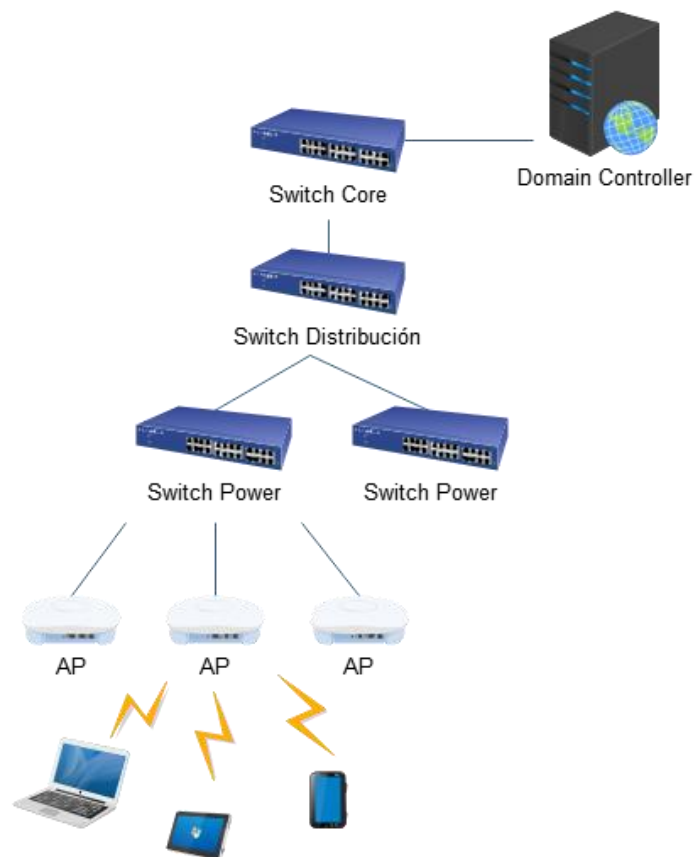 Domain Controller
Switch Core
Switch Distribución
Switch Power
Switch Power
AP
AP
AP